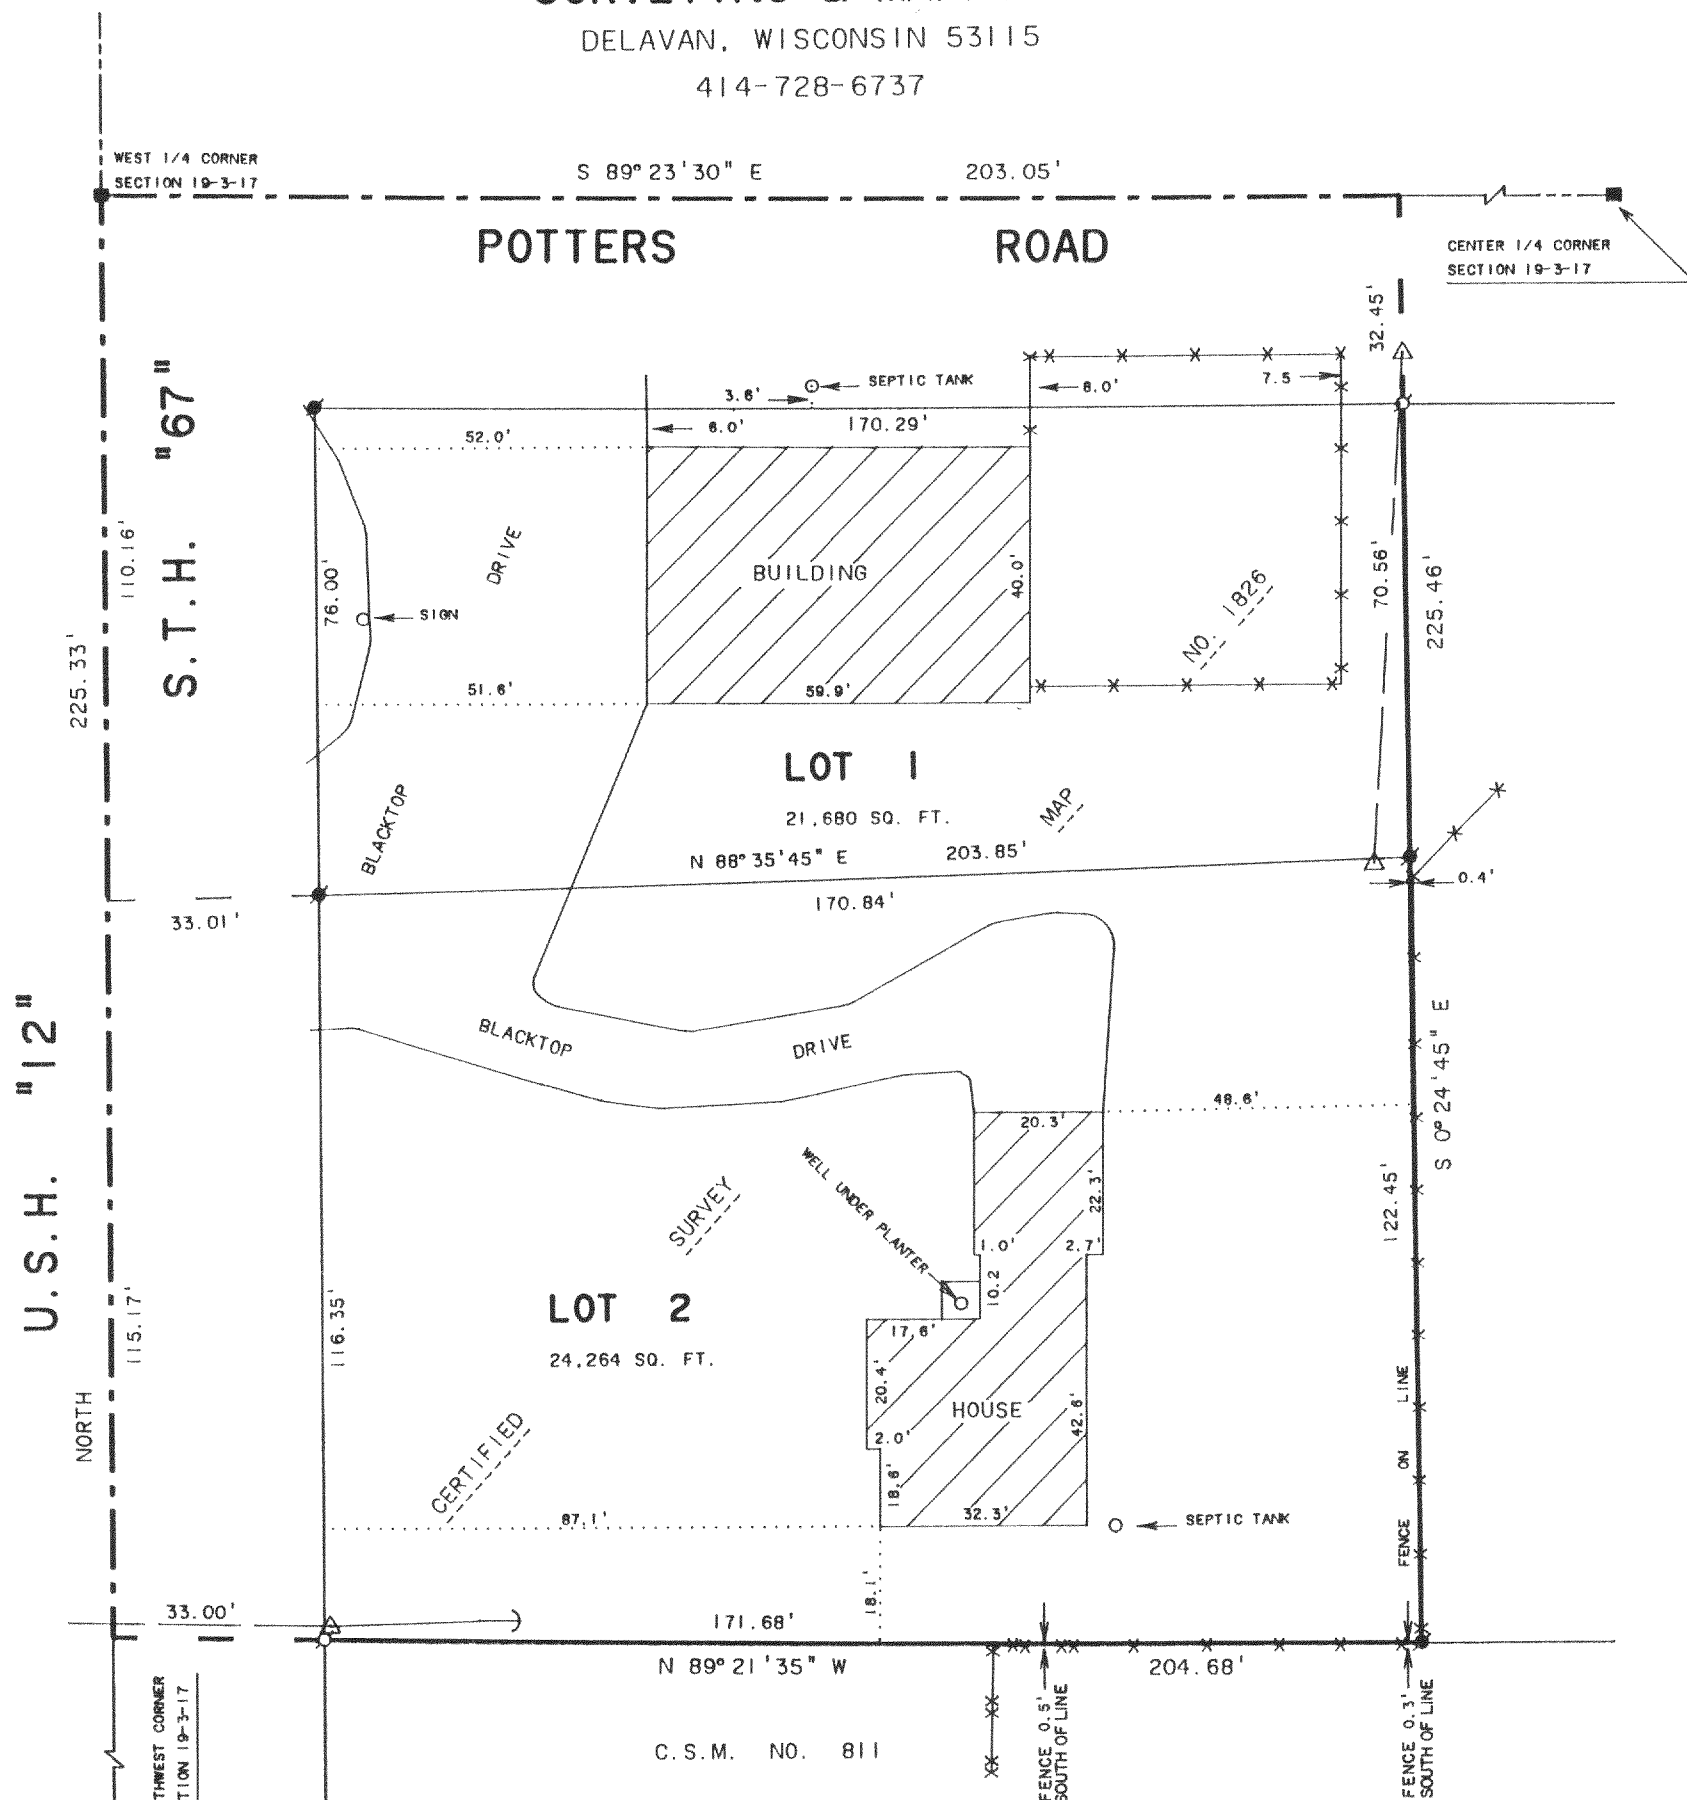 DELAVAN, WISCONSIN 53115
414-728-6737
WEST 1/4 CORNER
SECTION 19-3-17
S 89°23'30" E 203.05'
POTTERS ROAD
CENTER 1/4 CORNER
SECTION 19-3-17
32.45'
S.T.H. "67"
SEPTIC TANK
3.6'
8.0'
7.5
6.0'
170.29'
52.0'
110.16'
225.33'
76.00'
DRIVE
SIGN
BUILDING
40.0'
NO. 1826
70.56'
225.46'
51.6'
59.9'
LOT 1
21,680 SQ. FT.
MAP
BLACKTOP
N 88°35'45" E 203.85'
170.84'
0.4'
33.01'
U.S.H. "12"
BLACKTOP DRIVE
48.6'
20.3'
S 0°24'45" E
WELL UNDER PLANTER
SURVEY
22.3'
122.45'
1.0'
2.7'
10.2
LOT 2
24,264 SQ. FT.
115.17'
116.35'
17.6'
20.4'
HOUSE
42.6'
2.0'
18.6'
NORTH
CERTIFIED
FENCE ON LINE
87.1'
32.3'
SEPTIC TANK
18.1'
33.00'
171.68'
N 89°21'35" W
204.68'
C.S.M. NO. 811
THWEST CORNER
TION 19-3-17
FENCE 0.5'
SOUTH OF LINE
FENCE 0.3'
SOUTH OF LINE